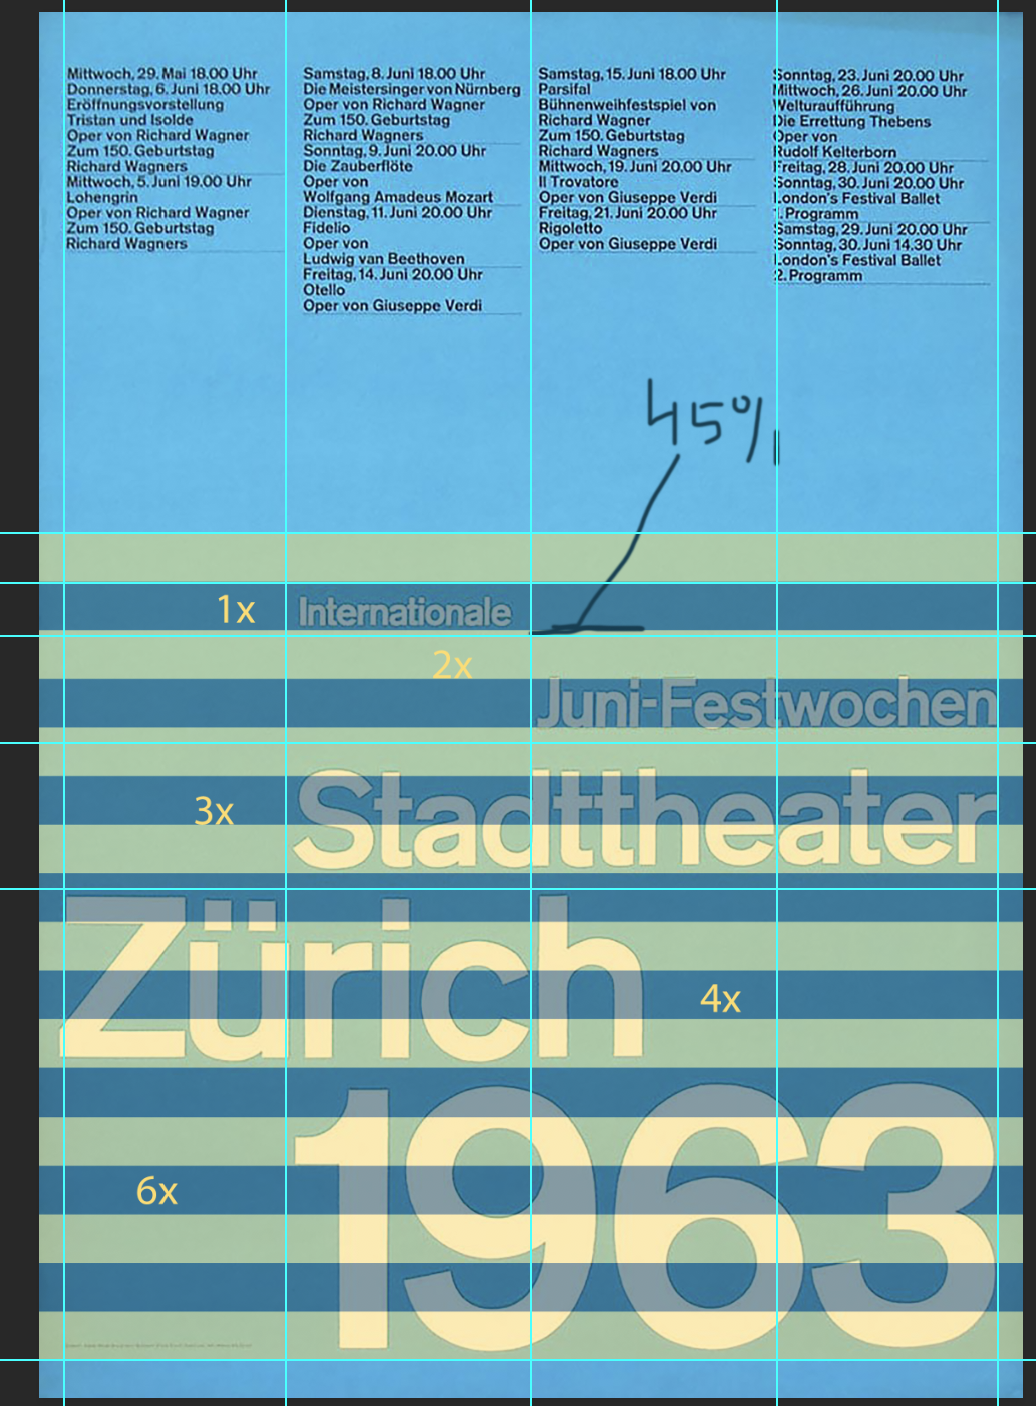 Mittwoch, 29. Mai 18.00 Uhr
Donnerstag, 6. Juni 18.00 Uhr
Eröffnungsvorstellung
Tristan und Isolde
Oper von Richard Wagner
Zum 150. Geburtstag
Richard Wagners
Mittwoch, 5. Juni 19.00 Uhr
Lohengrin
Oper von Richard Wagner
Zum 150. Geburtstag
Richard Wagners
Samstag, 8. Juni 18.00 Uhr
Die Meistersinger von Nürnberg
Oper von Richard Wagner
Zum 150. Geburtstag
Richard Wagners
Sonntag, 9. Juni 20.00 Uhr
Die Zauberflöte
Oper von
Wolfgang Amadeus Mozart
Dienstag, 11. Juni 20.00 Uhr
Fidelio
Oper von
Ludwig van Beethoven
Freitag, 14. Juni 20.00 Uhr
Otello
Oper von Giuseppe Verdi
Samstag, 15. Juni 18.00 Uhr
Parsifal
Bühnenweihfestspiel von
Richard Wagner
Zum 150. Geburtstag
Richard Wagners
Mittwoch, 19. Juni 20.00 Uhr
Il Trovatore
Oper von Giuseppe Verdi
Freitag, 21. Juni 20.00 Uhr
Rigoletto
Oper von Giuseppe Verdi
Sonntag, 23. Juni 20.00 Uhr
Mittwoch, 26. Juni 20.00 Uhr
Welturaufführung
Die Errettung Thebens
Oper von
Rudolf Kelterborn
Freitag, 28. Juni 20.00 Uhr
Sonntag, 30. Juni 20.00 Uhr
London's Festival Ballet
1. Programm
Samstag, 29. Juni 20.00 Uhr
Sonntag, 30. Juni 14.30 Uhr
London's Festival Ballet
2. Programm
45%
1x
Internationale
2x
Juni-Festwochen
3x
Stadttheater
Zürich
4x
1963
6x